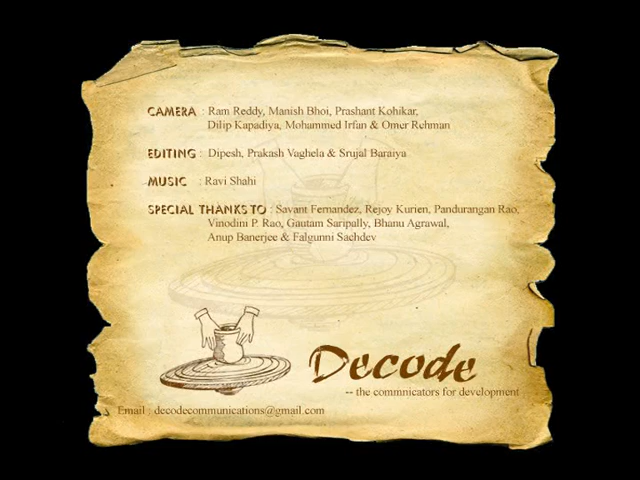 CAMERA : Ram Reddy, Manish Bhoi, Prashant Kohikar,
Dilip Kapadiya, Mohammed Irfan & Omer Rehman
EDITING : Dipesh, Prakash Vaghela & Srujal Baraiya
MUSIC : Ravi Shahi
SPECIAL THANKS TO : Savant Fernandez, Rejoy Kurien, Pandurangan Rao,
Vinodini P. Rao, Gautam Saripally, Bhanu Agrawal,
Anup Banerjee & Falgunni Sachdev
Decode
-- the commnicators for development
Email : decodecommunications@gmail.com